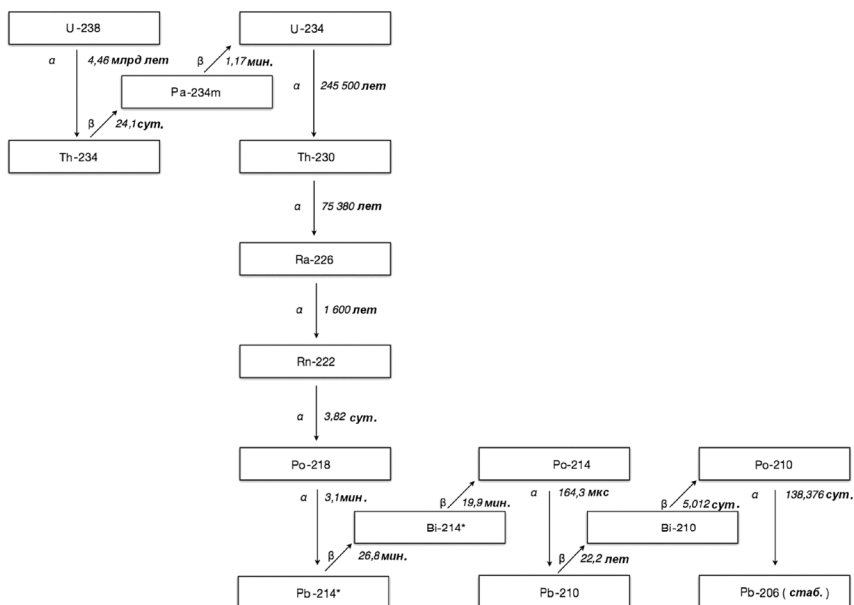 U-238
U-234
α 4,46 млрд лет
β 1,17 мин.
Pa-234m
α 245 500 лет
β 24,1 сут.
Th-234
Th-230
α 75 380 лет
Ra-226
α 1 600 лет
Rn-222
α 3,82 сут.
Po-218
Po-214
Po-210
α 3,1 мин.
β 19,9 мин.
α 164,3 мкс
β 5,012 сут.
α 138,376 сут.
Bi-214*
Bi-210
β 26,8 мин.
β 22,2 лет
Pb-214*
Pb-210
Pb-206 ( стаб. )